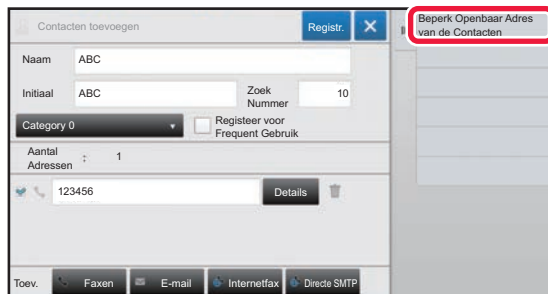 Contacten toevoegen
Registr.
Beperk Openbaar Adres
van de Contacten
Naam
ABC
Initiaal
ABC
Zoek
Nummer
10
Category 0
Registeer voor
Frequent Gebruik
Aantal
Adressen
:
1
123456
Details
Toev.
Faxen
E-mail
Internetfax
Directe SMTP